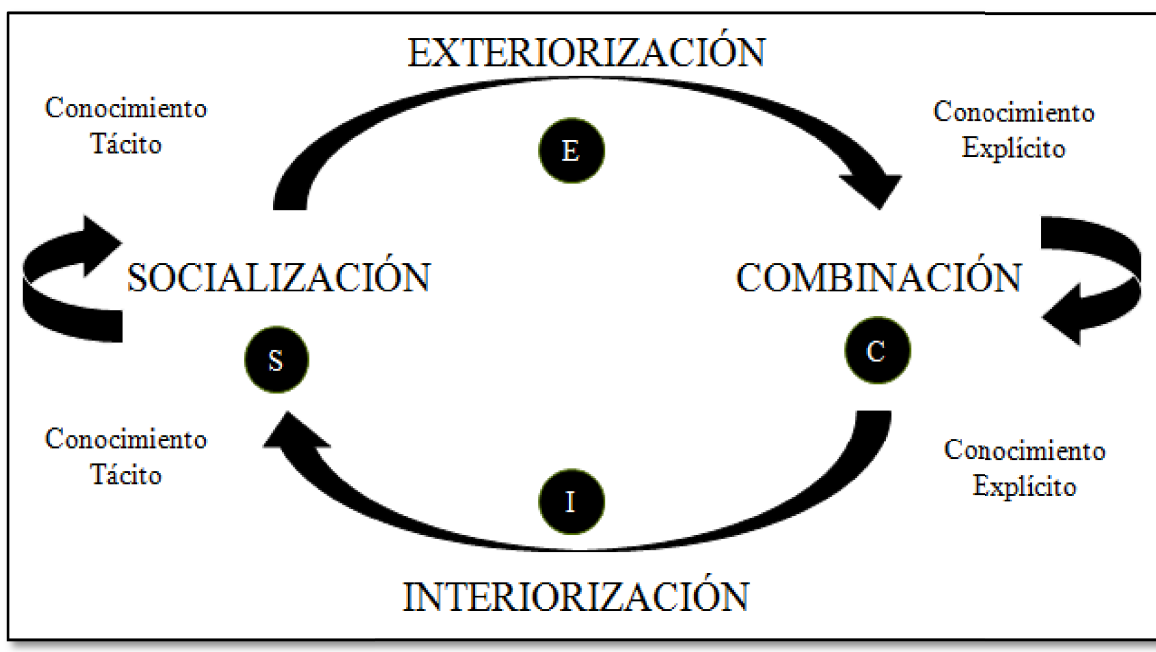 EXTERIORIZACIÓN
Conocimiento
Tácito
E
Conocimiento
Explícito
SOCIALIZACIÓN
COMBINACIÓN
S
C
Conocimiento
Tácito
Conocimiento
Explícito
I
INTERIORIZACIÓN